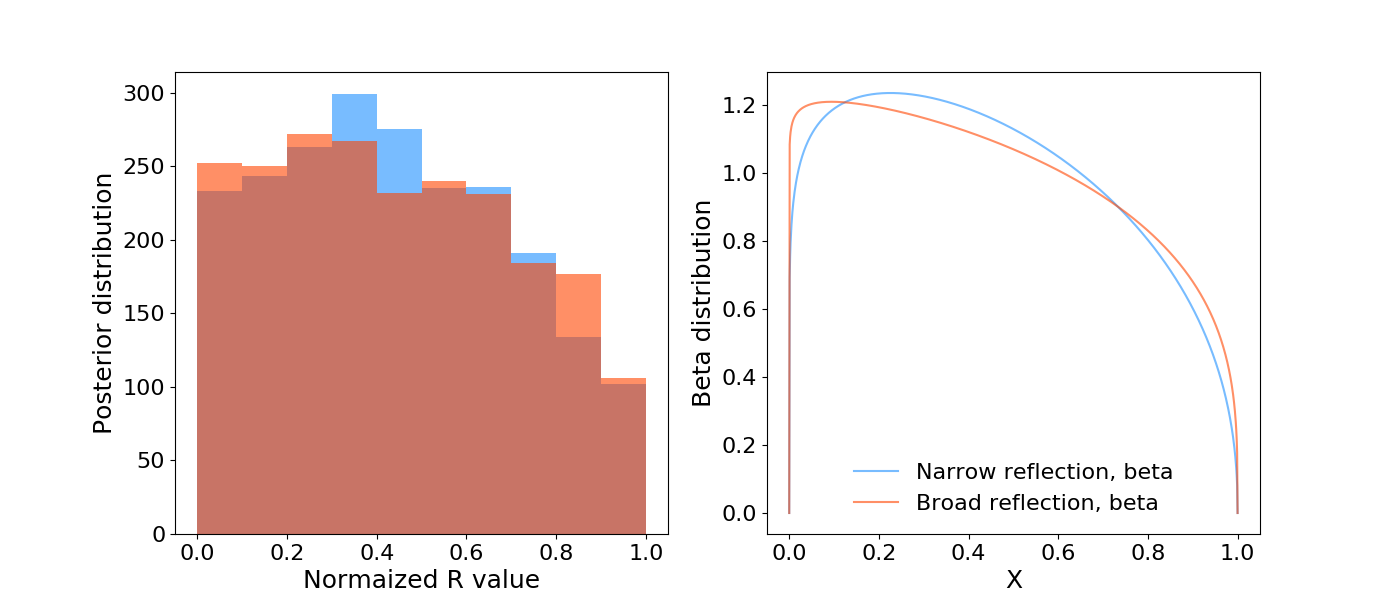 Posterior distribution
300
250
200
150
100
50
0
0.0 0.2 0.4 0.6 0.8 1.0
Normaized R value
Beta distribution
1.2
1.0
0.8
0.6
0.4
0.2
0.0
Narrow reflection, beta
Broad reflection, beta
0.0 0.2 0.4 0.6 0.8 1.0
X